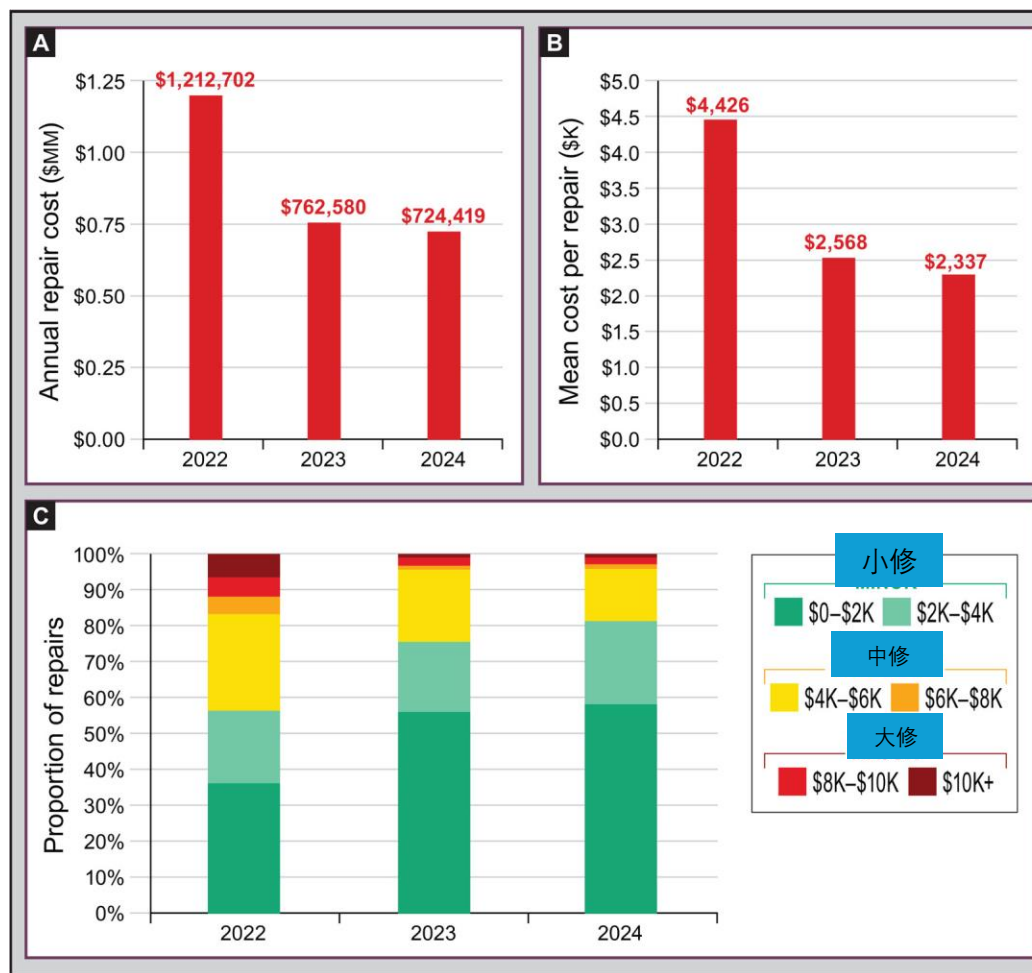 A
Annual repair cost ($MM)
$1.25
$1.00
$0.75
$0.50
$0.25
$0.00
$1,212,702
$762,580
$724,419
2022 2023 2024
B
Mean cost per repair ($K)
$5.0
$4.5
$4.0
$3.5
$3.0
$2.5
$2.0
$1.5
$1.0
$0.5
$0.0
$4,426
$2,568
$2,337
2022 2023 2024
C
Proportion of repairs
100%
90%
80%
70%
60%
50%
40%
30%
20%
10%
0%
2022 2023 2024
小修
$0–$2K $2K–$4K
中修
$4K–$6K $6K–$8K
大修
$8K–$10K $10K+